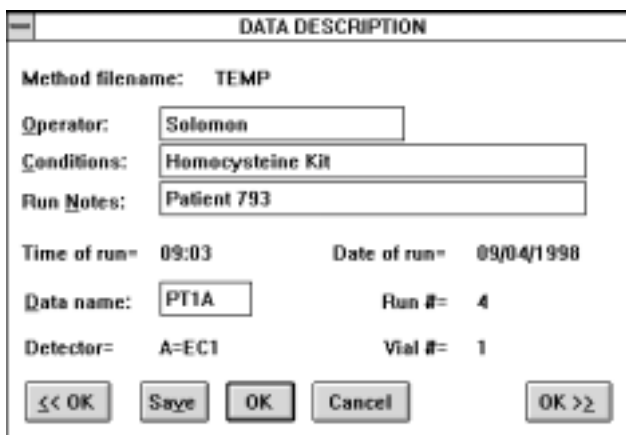 DATA DESCRIPTION
Method filename: TEMP
Operator: Solomon
Conditions: Homocysteine Kit
Run Notes: Patient 793
Time of run= 09:03 Date of run= 09/04/1998
Data name: PT1A Run #= 4
Detector= A=EC1 Vial #= 1
<< OK Save OK Cancel OK >>